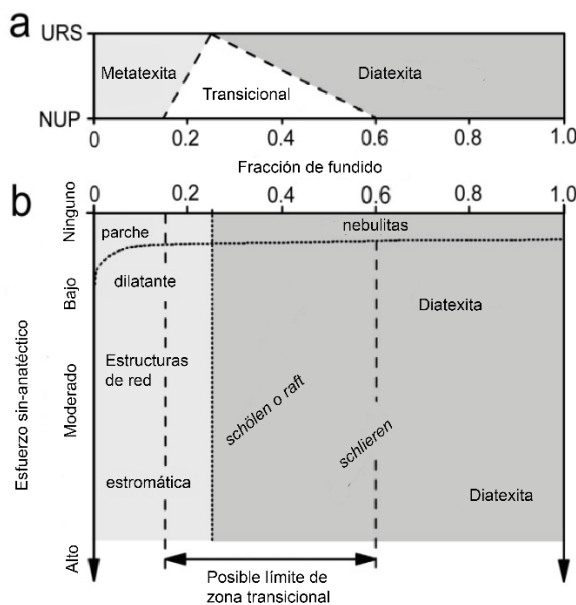 a
URS
Metatexita
Diatexita
Transicional
NUP
0
0.2
0.4
0.6
0.8
1.0
Fracción de fundido
b
0
0.2
0.4
0.6
0.8
1.0
Ninguno
parche
nebulitas
Bajo
dilatante
Diatexita
Esfuerzo sin-anatéctico
Moderado
Estructuras
de red
schölen o raft
schlieren
estromática
Diatexita
Alto
Posible límite de
zona transicional